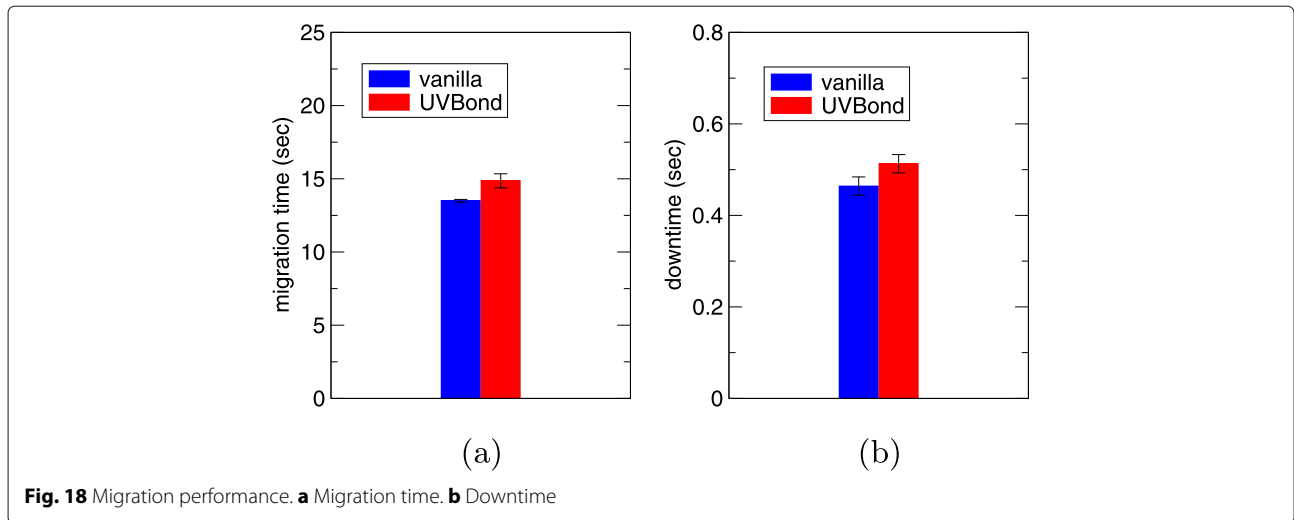 25
20
15
10
5
0
migration time (sec)
vanilla
UVBond
(a)
0.8
0.6
0.4
0.2
0
downtime (sec)
vanilla
UVBond
(b)
Fig. 18 Migration performance. a Migration time. b Downtime